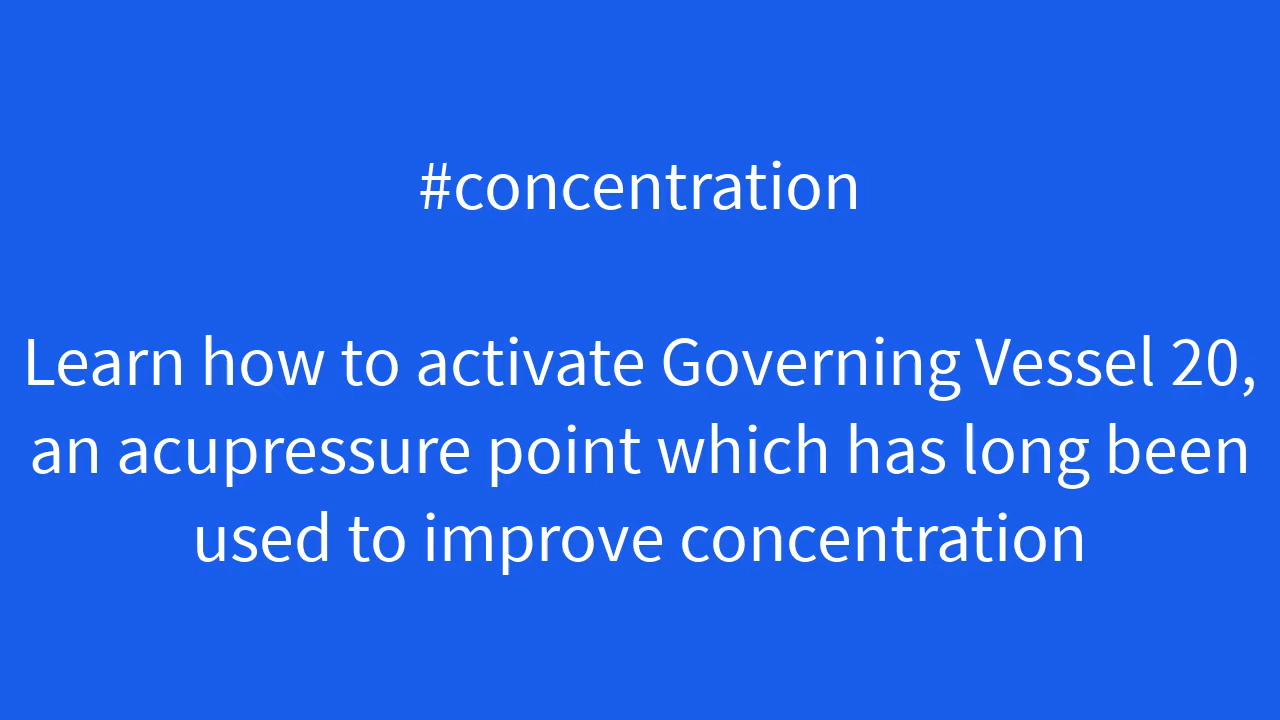 #concentration
Learn how to activate Governing Vessel 20,
an acupressure point which has long been
used to improve concentration